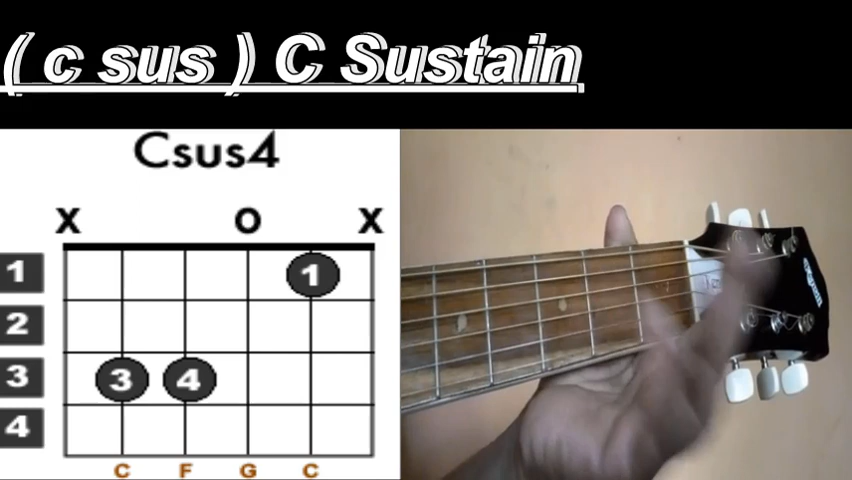 ( c sus ) C Sustain
Csus4
X O X
1 1
2
3 3 4
4
C F G C